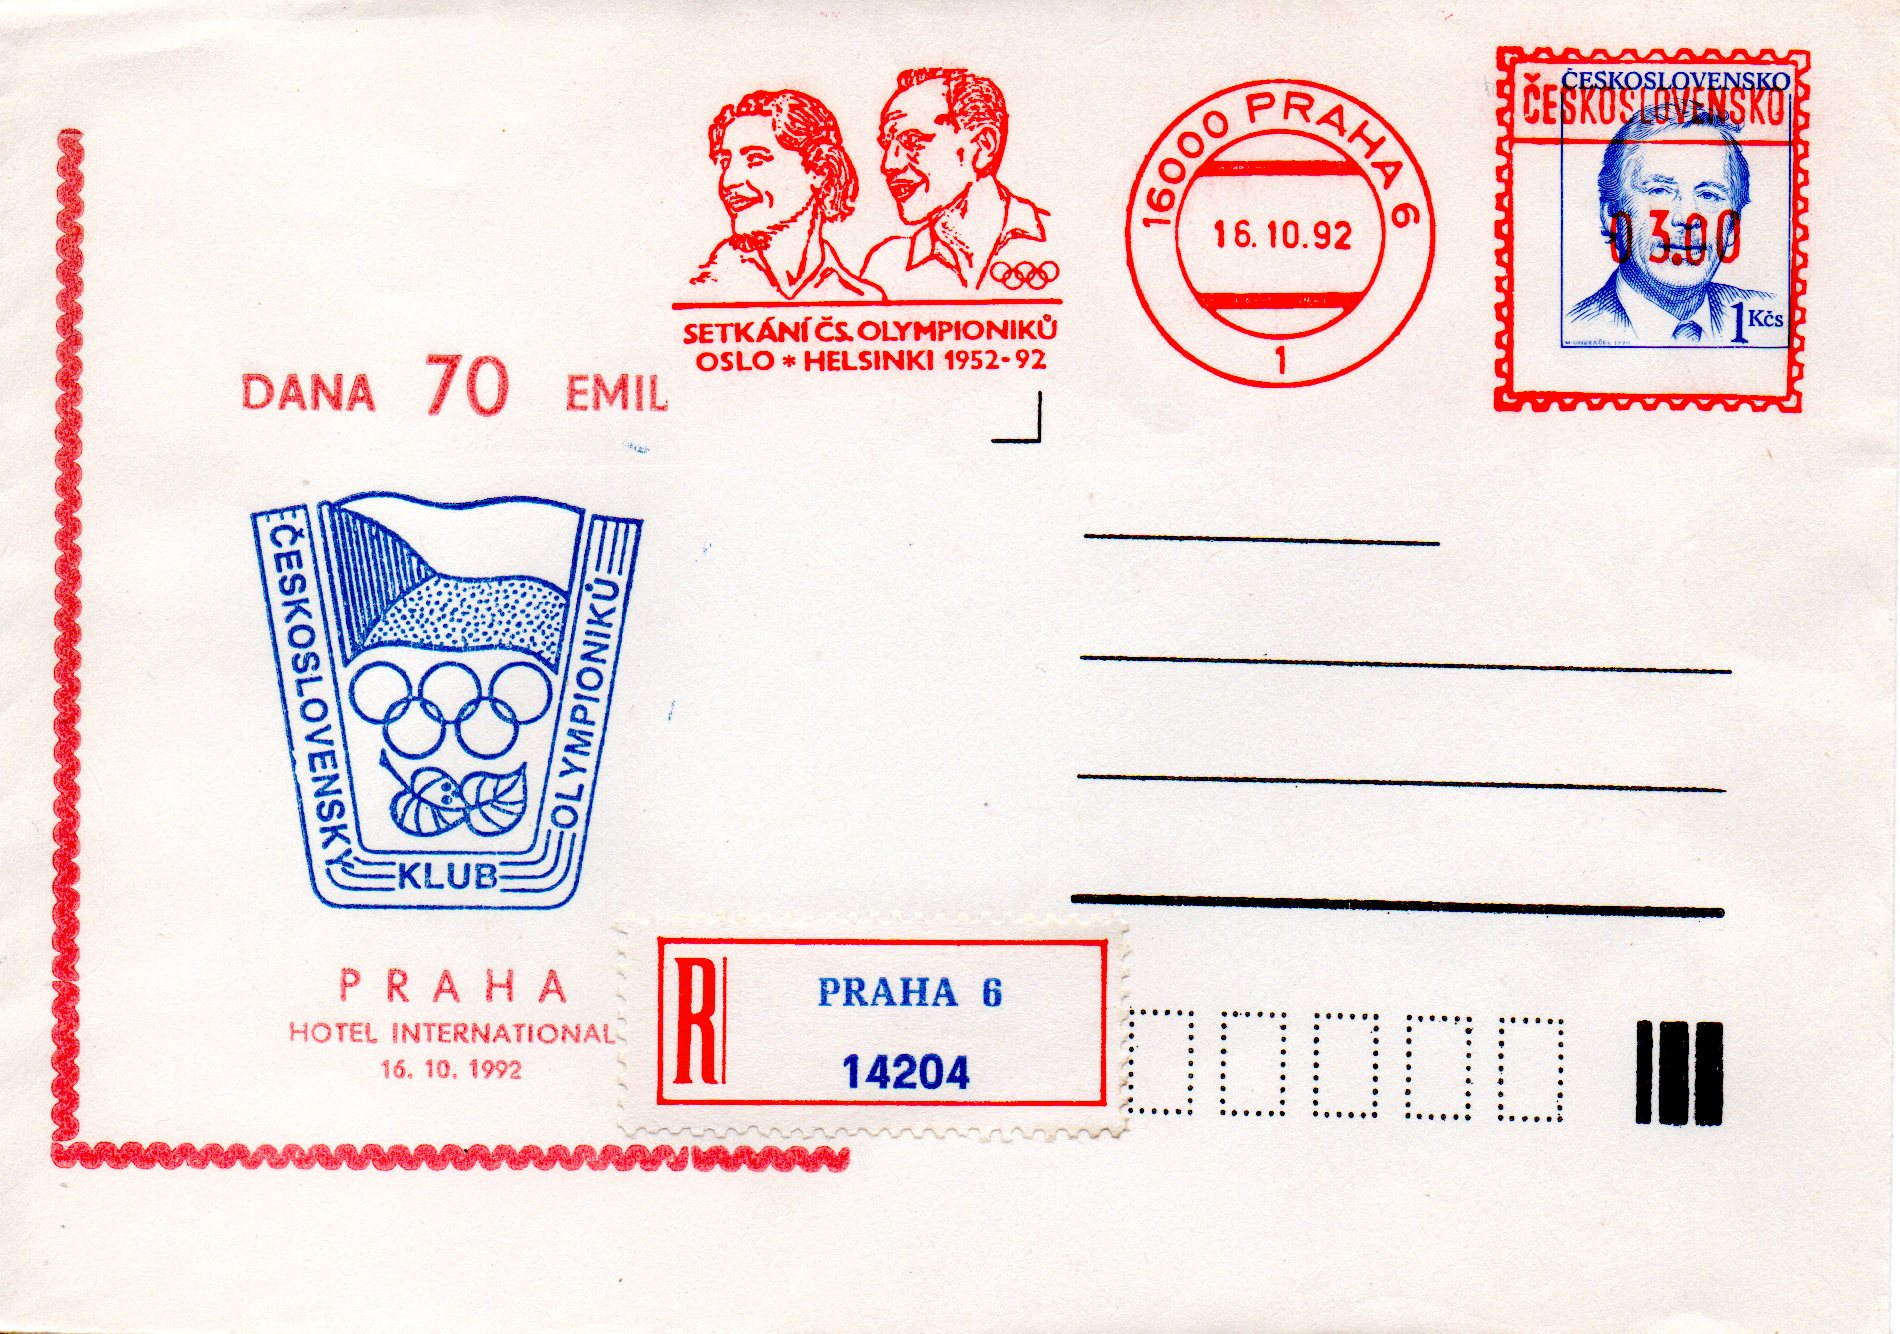 ČESKOSLOVENSKO
ČESKOSLOVENSKO
03.00
1 Kčs
16000 PRAHA 6
16.10.92
1
SETKÁNÍ ČS. OLYMPIONIKŮ
OSLO * HELSINKI 1952-92
DANA 70 EMIL
ČESKOSLOVENSKÝ
KLUB
OLYMPIONIKŮ
PRAHA
HOTEL INTERNATIONAL
16. 10. 1992
R
PRAHA 6
14204